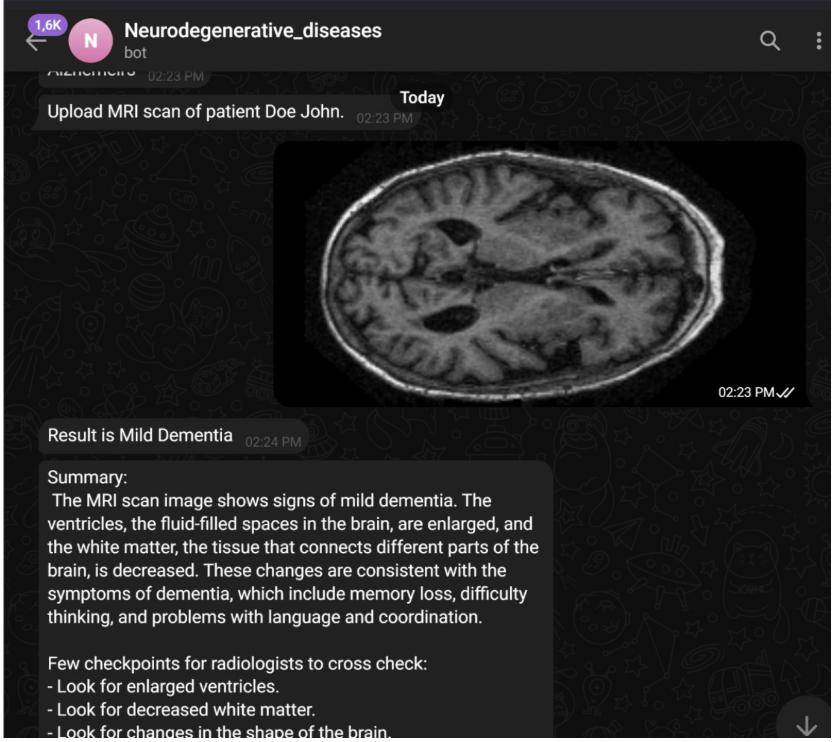 1,6K
N
Neurodegenerative_diseases
bot
02:23 PM
Today
Upload MRI scan of patient Doe John. 02:23 PM
02:23 PM
Result is Mild Dementia 02:24 PM
Summary:
The MRI scan image shows signs of mild dementia. The
ventricles, the fluid-filled spaces in the brain, are enlarged, and
the white matter, the tissue that connects different parts of the
brain, is decreased. These changes are consistent with the
symptoms of dementia, which include memory loss, difficulty
thinking, and problems with language and coordination.
Few checkpoints for radiologists to cross check:
- Look for enlarged ventricles.
- Look for decreased white matter.
- Look for changes in the shape of the brain.